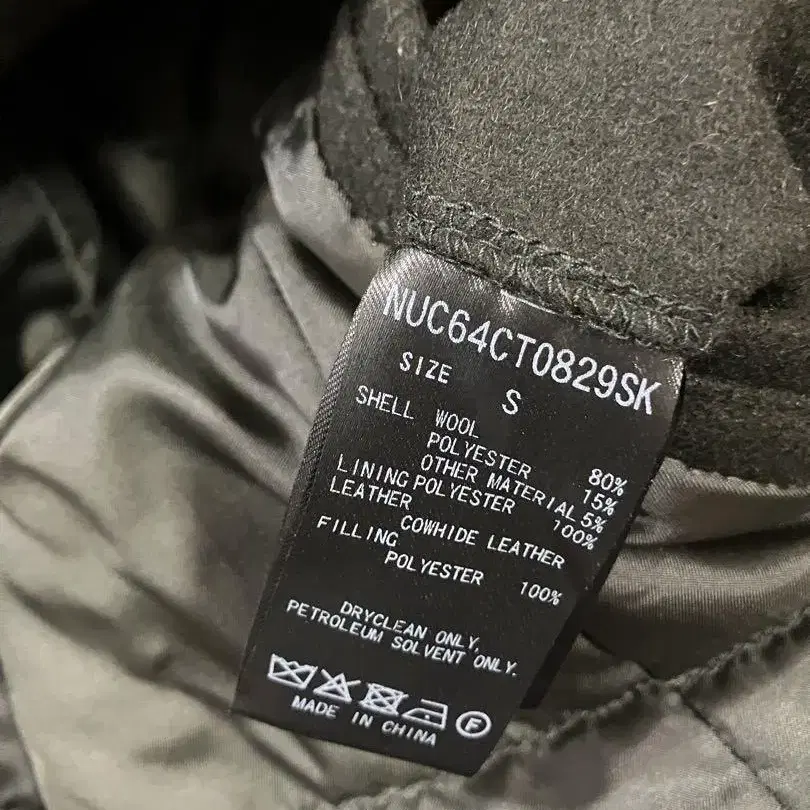 NUC64CT0829SK
SIZE S
SHELL WOOL 80%
POLYESTER 15%
OTHER MATERIAL 5%
LINING POLYESTER 100%
LEATHER
COWHIDE LEATHER
FILLING
POLYESTER 100%
DRYCLEAN ONLY,
PETROLEUM SOLVENT ONLY.
F
MADE IN CHINA